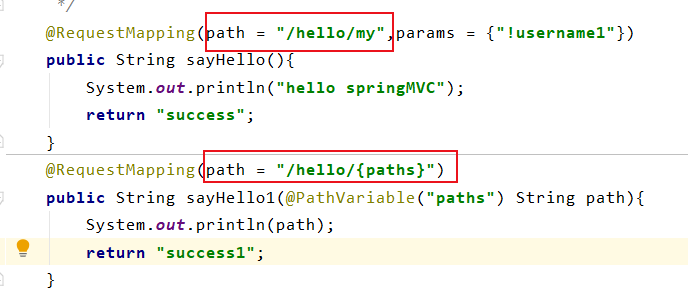 */
@RequestMapping(path = "/hello/my",params = {"!username1"})
public String sayHello(){
System.out.println("hello springMVC");
return "success";
}
@RequestMapping(path = "/hello/{paths}")
public String sayHello1(@PathVariable("paths") String path){
System.out.println(path);
return "success1";
}